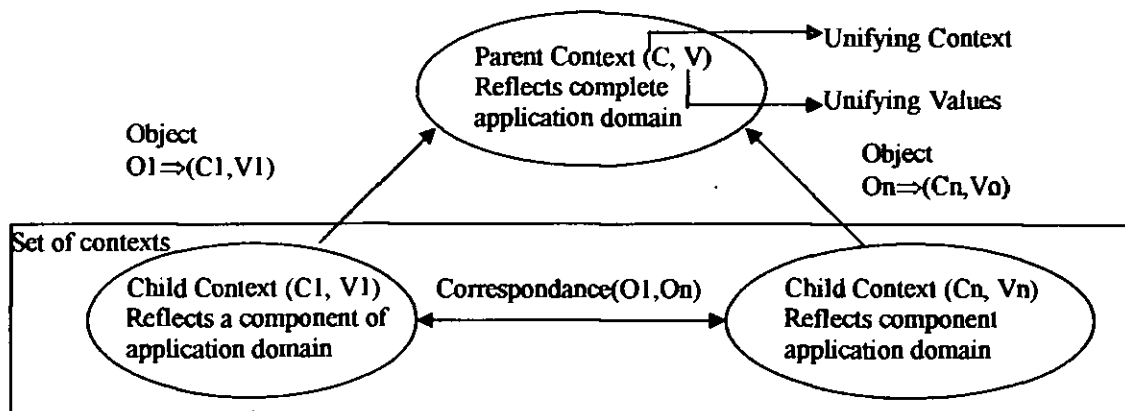 Parent Context (C, V)
Reflects complete
application domain
Unifying Context
Unifying Values
Object
O1⇒(C1,V1)
Object
On⇒(Cn,Vn)
Set of contexts
Child Context (C1, V1)
Reflects a component of
application domain
Correspondance(O1,On)
Child Context (Cn, Vn)
Reflects component
application domain